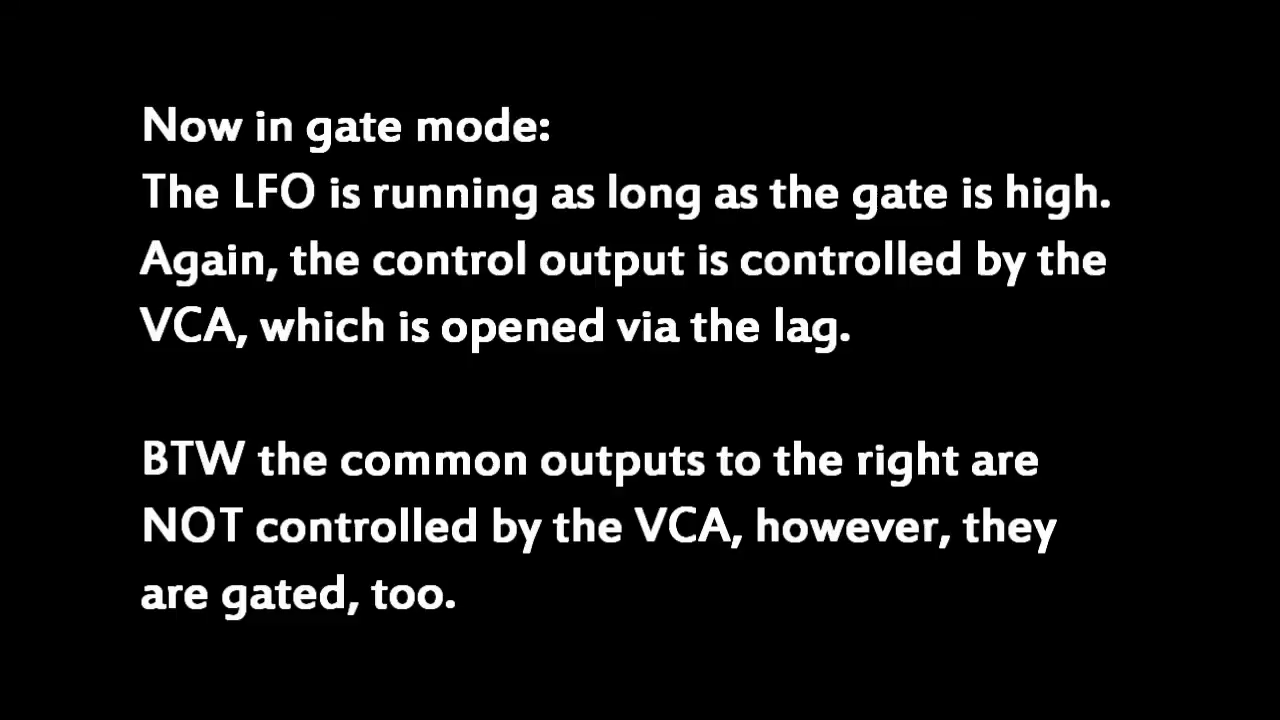 Now in gate mode:
The LFO is running as long as the gate is high.
Again, the control output is controlled by the
VCA, which is opened via the lag.
BTW the common outputs to the right are
NOT controlled by the VCA, however, they
are gated, too.